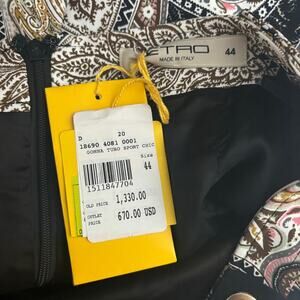 ETRO
44
MADE IN ITALY
D 20
18690 4081 0001
GONNA TUBO SPORT CHIC
Size
44
1511847704
OLD PRICE 1,330.00
OUTLET PRICE 670.00 USD